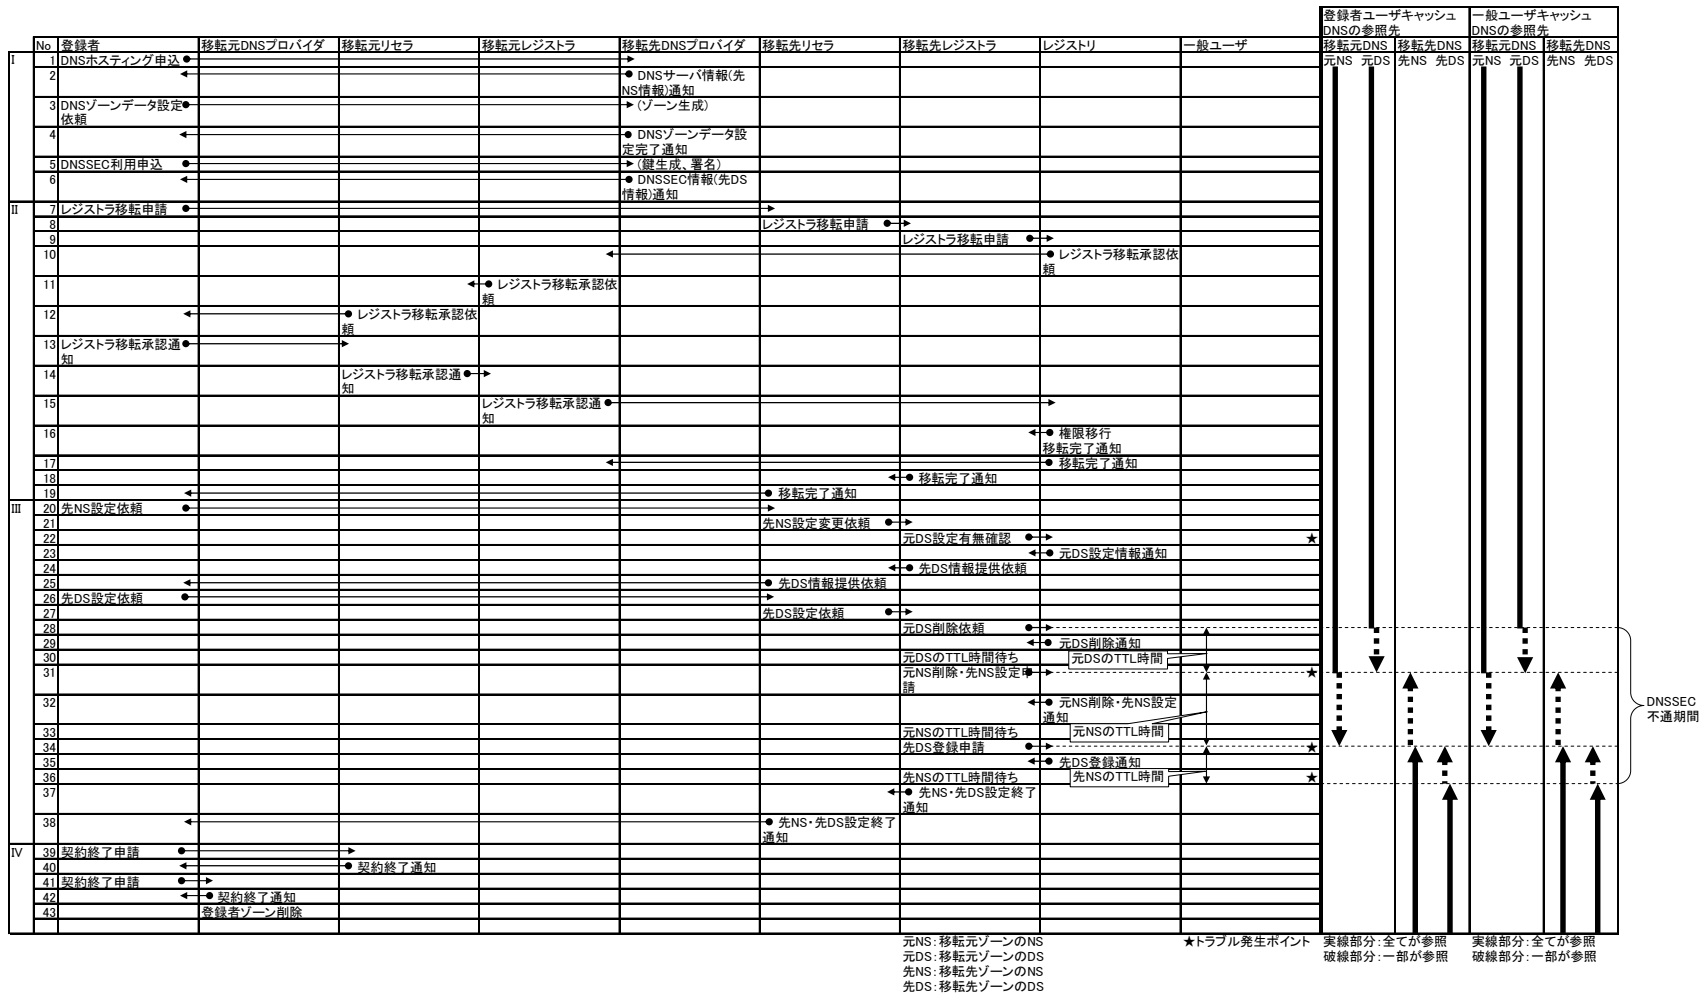 登録者ユーザキャッシュ 一般ユーザキャッシュ
DNSの参照先 DNSの参照先
No 登録者 移転元DNSプロバイダ 移転元リセラ 移転元レジストラ 移転先DNSプロバイダ 移転先リセラ 移転先レジストラ レジストリ 一般ユーザ 移転元DNS 移転先DNS 移転元DNS 移転先DNS
元NS 元DS 先NS 先DS 元NS 元DS 先NS 先DS
I 1 DNSホスティング申込
2 DNSサーバ情報(先
NS情報)通知
3 DNSゾーンデータ設定 (ゾーン生成)
依頼
4 DNSゾーンデータ設
定完了通知
5 DNSSEC利用申込 (鍵生成、署名)
6 DNSSEC情報(先DS
情報)通知
II 7 レジストラ移転申請
8 レジストラ移転申請
9 レジストラ移転申請
10 レジストラ移転承認依
頼
11 レジストラ移転承認依
頼
12 レジストラ移転承認依
頼
13 レジストラ移転承認通
知
14 レジストラ移転承認通
知
15 レジストラ移転承認通
知
16 権限移行
移転完了通知
17 移転完了通知
18 移転完了通知
19 移転完了通知
III 20 先NS設定依頼
21 先NS設定変更依頼
22 元DS設定有無確認 ★
23 元DS設定情報通知
24 先DS情報提供依頼
25 先DS情報提供依頼
26 先DS設定依頼
27 先DS設定依頼
28 元DS削除依頼
29 元DS削除通知
30 元DSのTTL時間待ち 元DSのTTL時間
31 元NS削除・先NS設定申 ★
請
32 元NS削除・先NS設定
通知
33 元NSのTTL時間待ち 元NSのTTL時間
34 先DS登録申請 ★
35 先DS登録通知
36 先NSのTTL時間待ち 先NSのTTL時間 ★
37 先NS・先DS設定終了
通知
38 先NS・先DS設定終了
通知
DNSSEC
不通期間
IV 39 契約終了申請
40 契約終了通知
41 契約終了申請
42 契約終了通知
43 登録者ゾーン削除
元NS：移転元ゾーンのNS ★トラブル発生ポイント 実線部分：全てが参照 実線部分：全てが参照
元DS：移転元ゾーンのDS 破線部分：一部が参照 破線部分：一部が参照
先NS：移転先ゾーンのNS
先DS：移転先ゾーンのDS